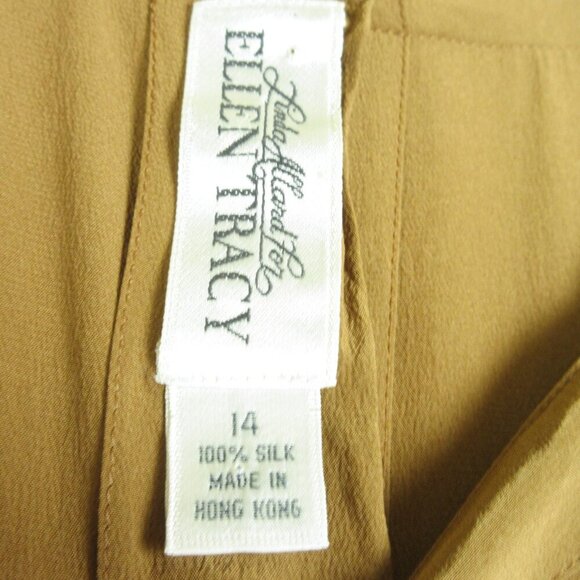 Linda Allard for
ELLEN TRACY
14
100% SILK
MADE IN
HONG KONG